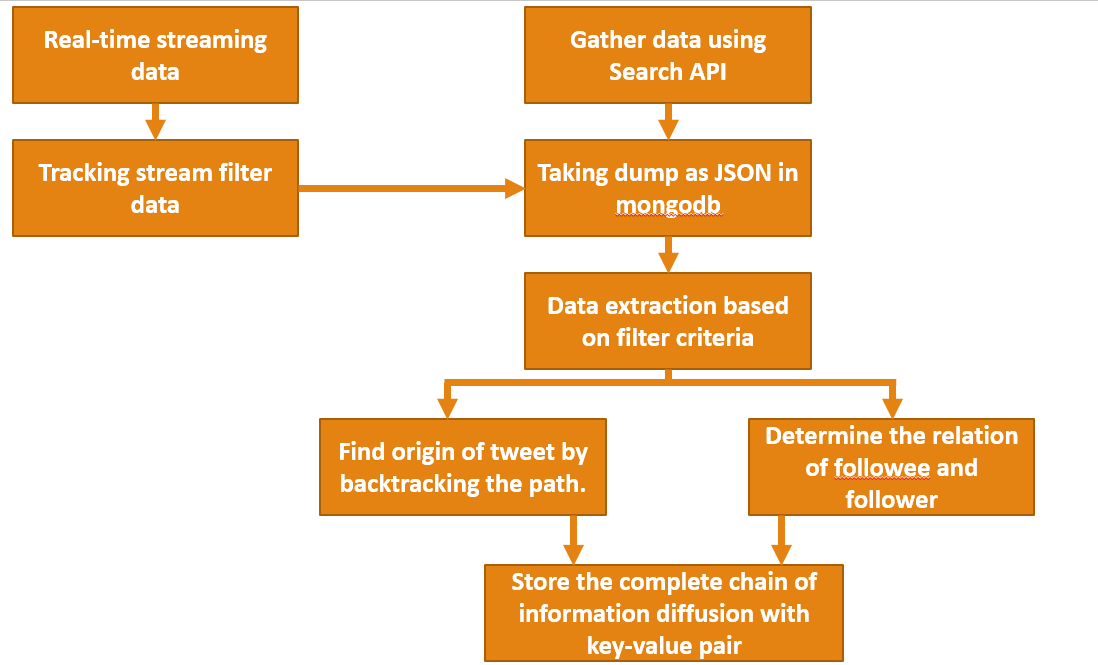 Real-time streaming
data
Gather data using
Search API
Tracking stream filter
data
Taking dump as JSON in
mongodb
Data extraction based
on filter criteria
Find origin of tweet by
backtracking the path.
Determine the relation
of followee and
follower
Store the complete chain of
information diffusion with
key-value pair